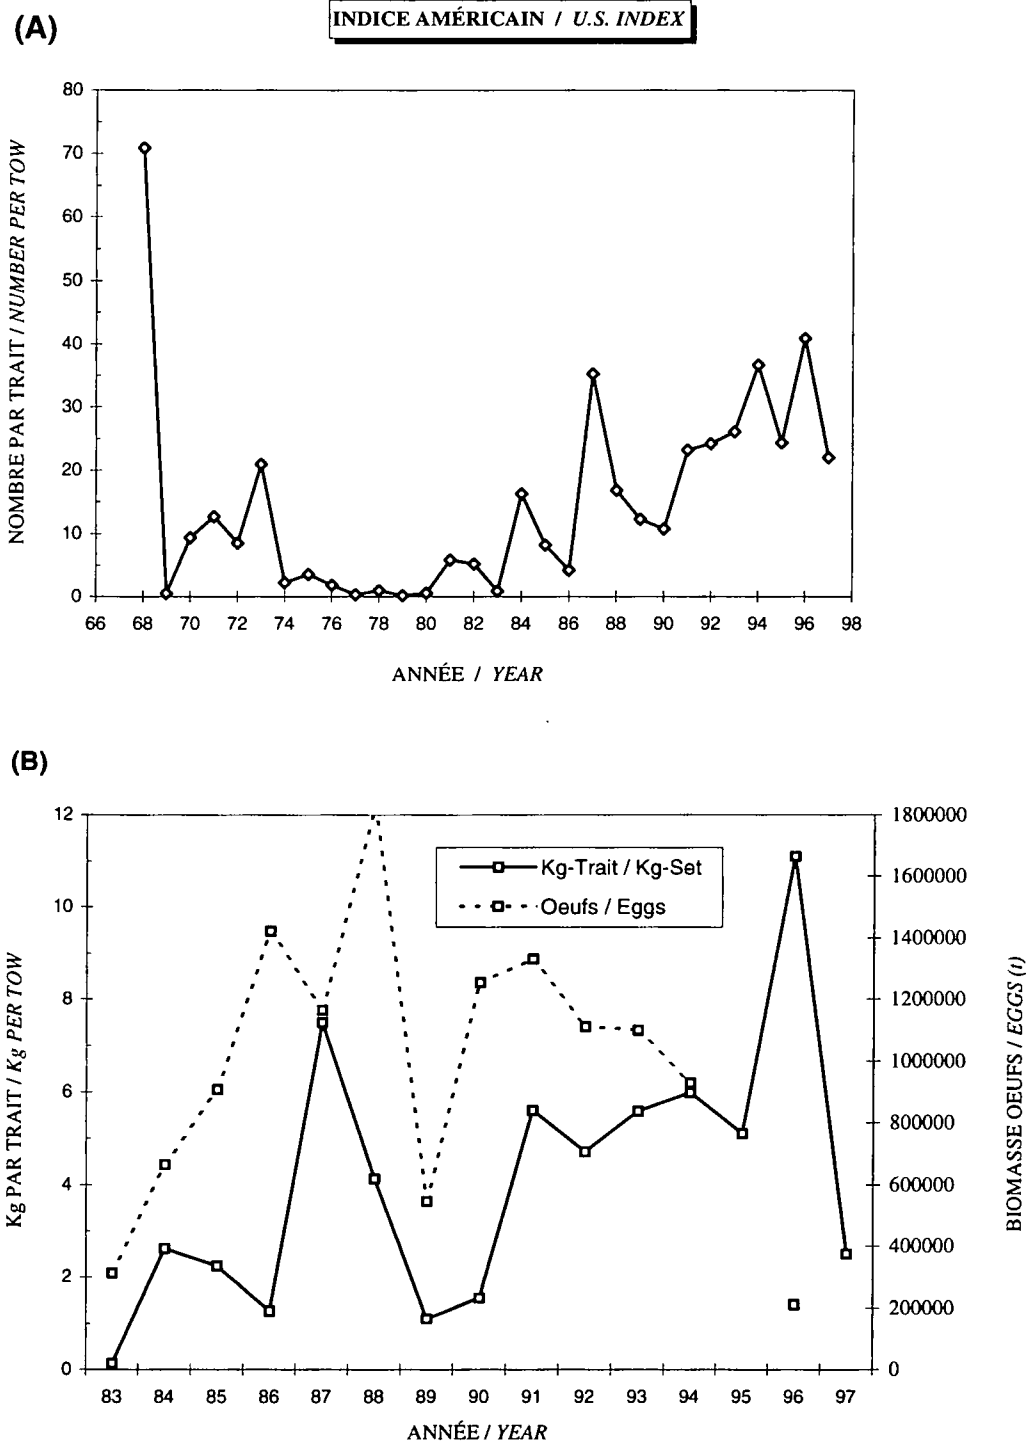 INDICE AMÉRICAIN / U.S. INDEX
(A)
80
70
60
50
40
30
20
10
0
NOMBRE PAR TRAIT / NUMBER PER TOW
66 68 70 72 74 76 78 80 82 84 86 88 90 92 94 96 98
ANNÉE / YEAR
(B)
12
10
8
6
4
2
0
Kg PAR TRAIT / Kg PER TOW
Kg-Trait / Kg-Set
Oeufs / Eggs
1800000
1600000
1400000
1200000
1000000
800000
600000
400000
200000
0
BIOMASSE OEUFS / EGGS (t)
83 84 85 86 87 88 89 90 91 92 93 94 95 96 97
ANNÉE / YEAR